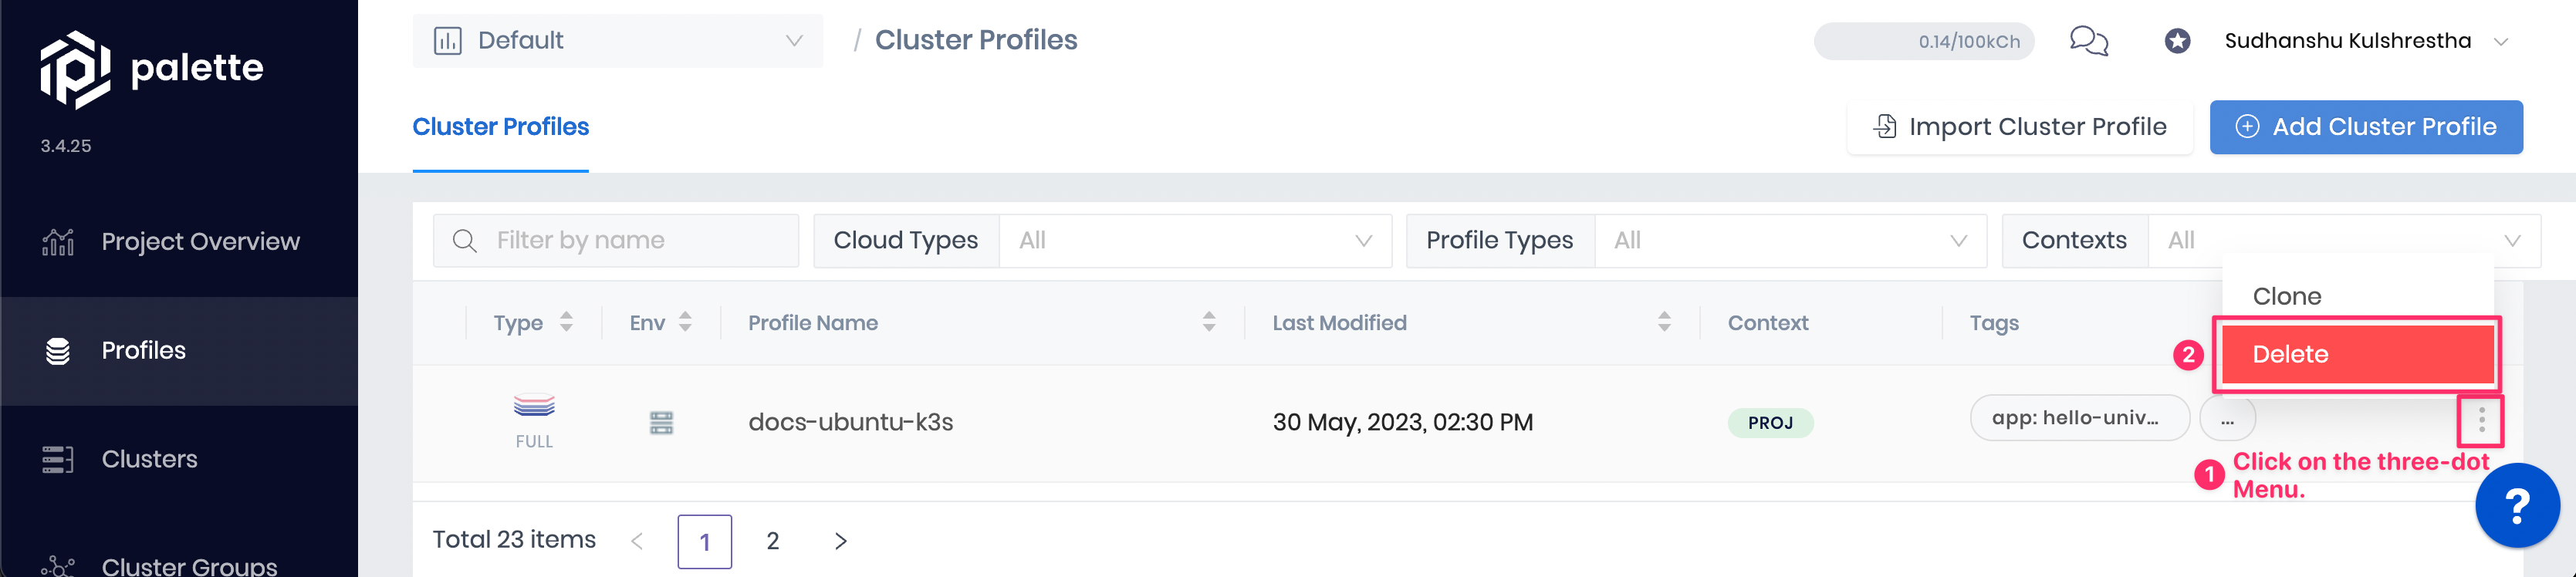 palette
3.4.25
Project Overview
Profiles
Clusters
Cluster Groups
Default
/ Cluster Profiles
0.14/100kCh
Sudhanshu Kulshrestha
Cluster Profiles
Import Cluster Profile
Add Cluster Profile
Filter by name
Cloud Types All
Profile Types All
Contexts All
Clone
Delete
2
Type Env Profile Name Last Modified Context Tags
FULL
docs-ubuntu-k3s 30 May, 2023, 02:30 PM PROJ app: hello-univ... ...
1 Click on the three-dot
Menu.
?
Total 23 items < 1 2 >